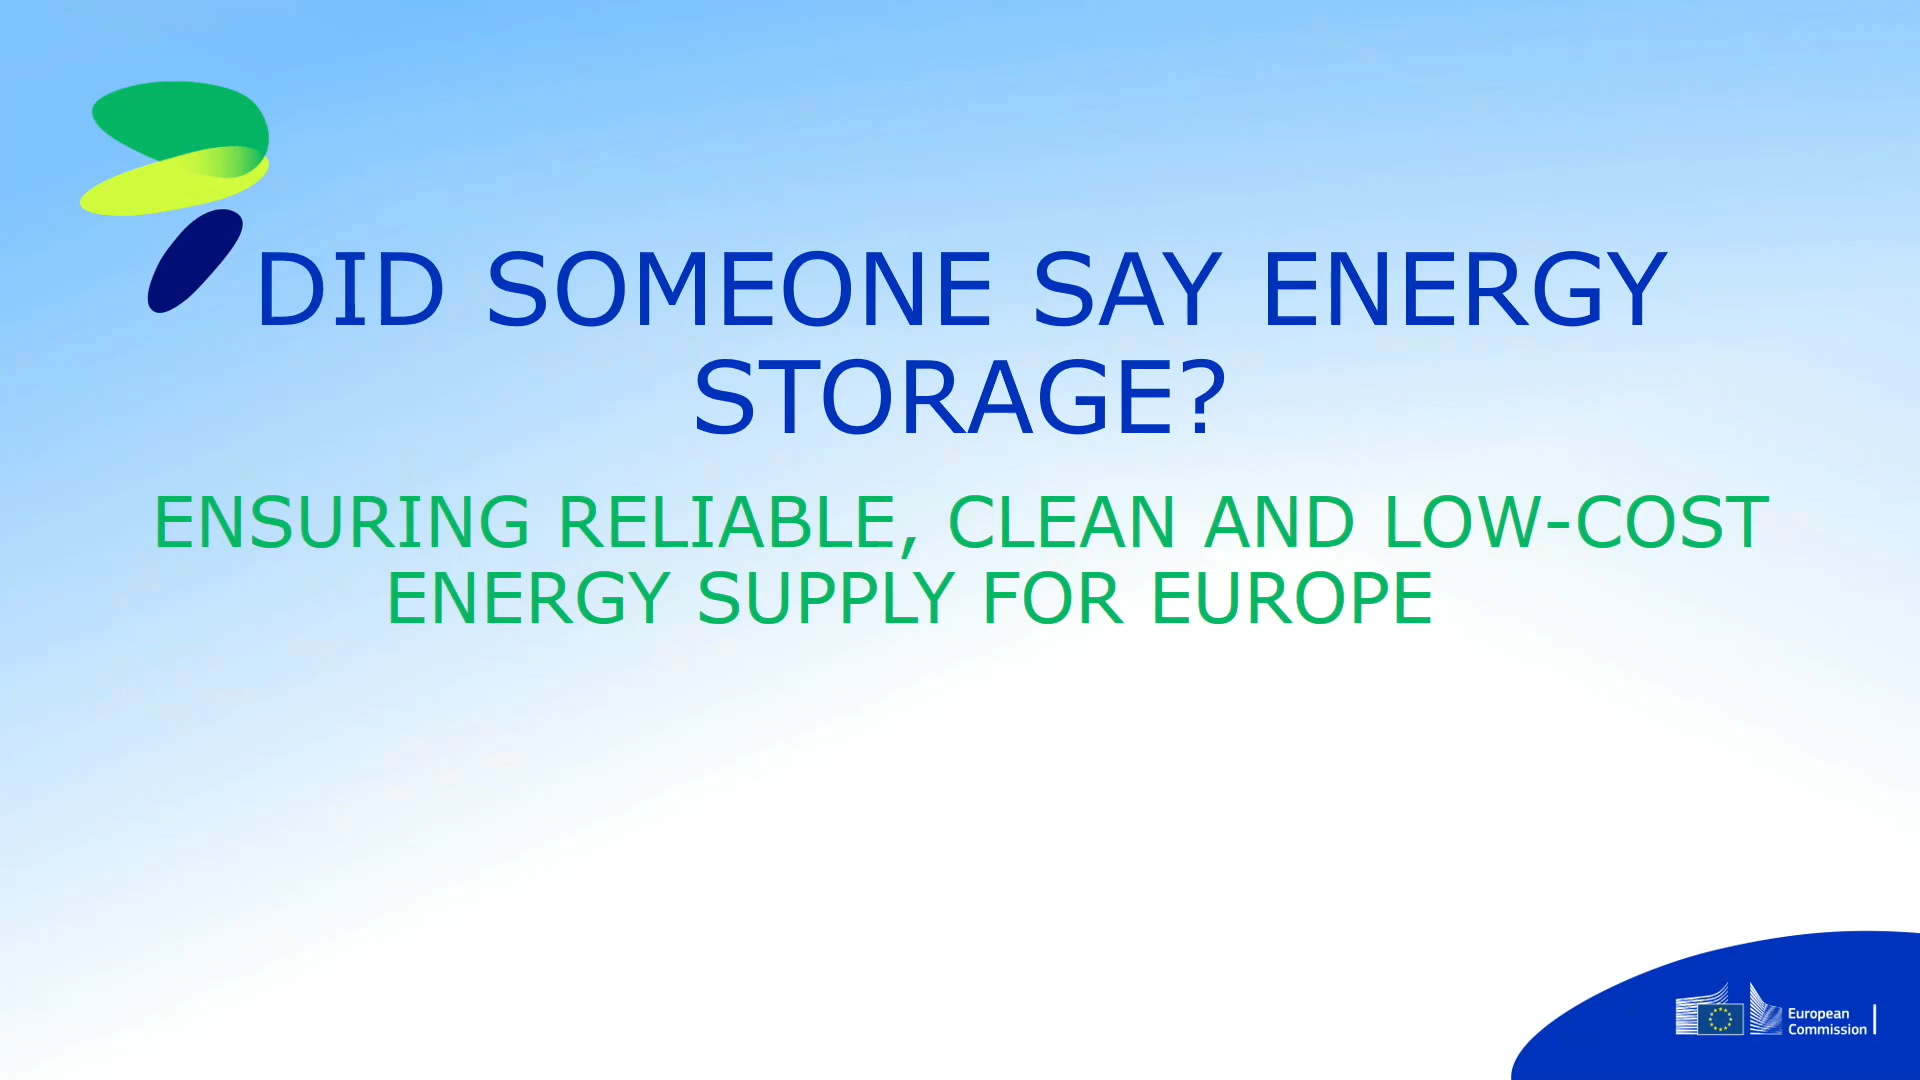 DID SOMEONE SAY ENERGY
STORAGE?
ENSURING RELIABLE, CLEAN AND LOW-COST
ENERGY SUPPLY FOR EUROPE
European
Commission